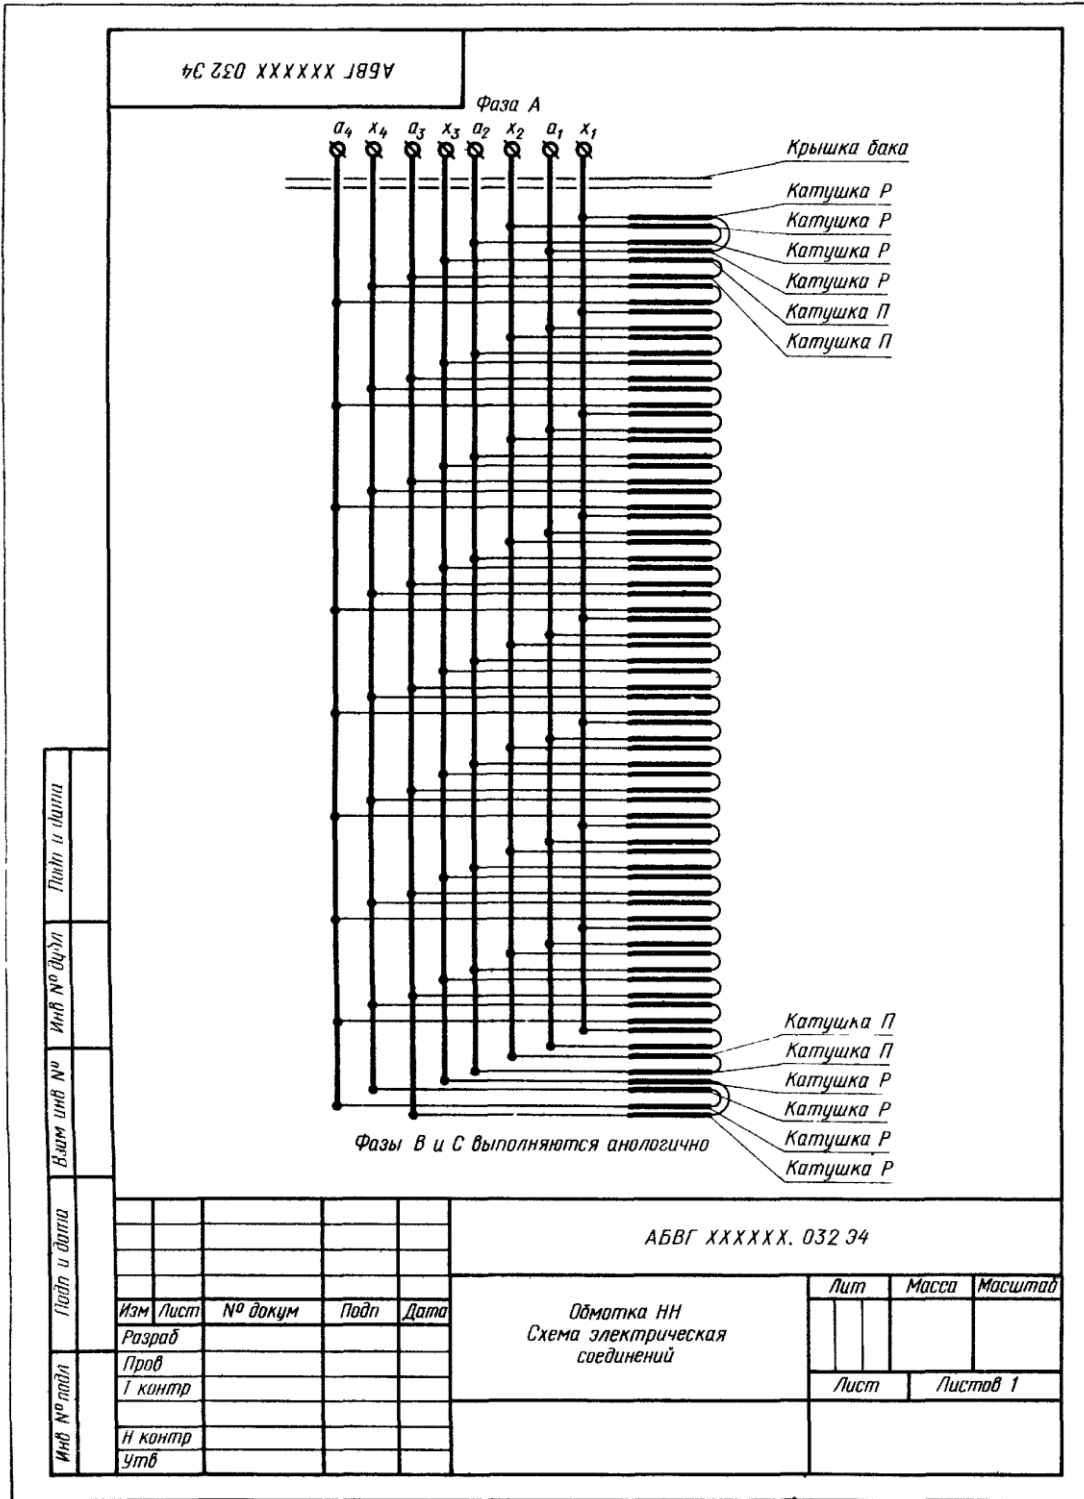 АБВГ XXXXXX 032 Э4
Фаза А
a4 x4 a3 x3 a2 x2 a1 x1
Крышка бака
Катушка Р
Катушка Р
Катушка Р
Катушка Р
Катушка П
Катушка П
Катушка П
Катушка П
Катушка Р
Катушка Р
Катушка Р
Катушка Р
Фазы В и С выполняются анологично
Подп и дата
Инв № дубл
Взам инв №
Подп и дата
Инв № подл
АБВГ XXXXXX. 032 Э4
Изм Лист № докум Подп Дата
Разраб
Пров
Т контр
Н контр
Утв
Обмотка НН
Схема электрическая
соединений
Лит Масса Масштаб
Лист Листов 1